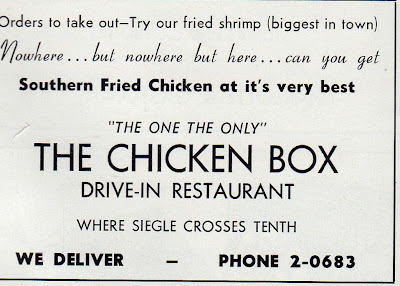 Orders to take out—Try our fried shrimp (biggest in town)
Nowhere...but nowhere but here...can you get
Southern Fried Chicken at it's very best
"THE ONE THE ONLY"
THE CHICKEN BOX
DRIVE-IN RESTAURANT
WHERE SIEGLE CROSSES TENTH
WE DELIVER — PHONE 2-0683